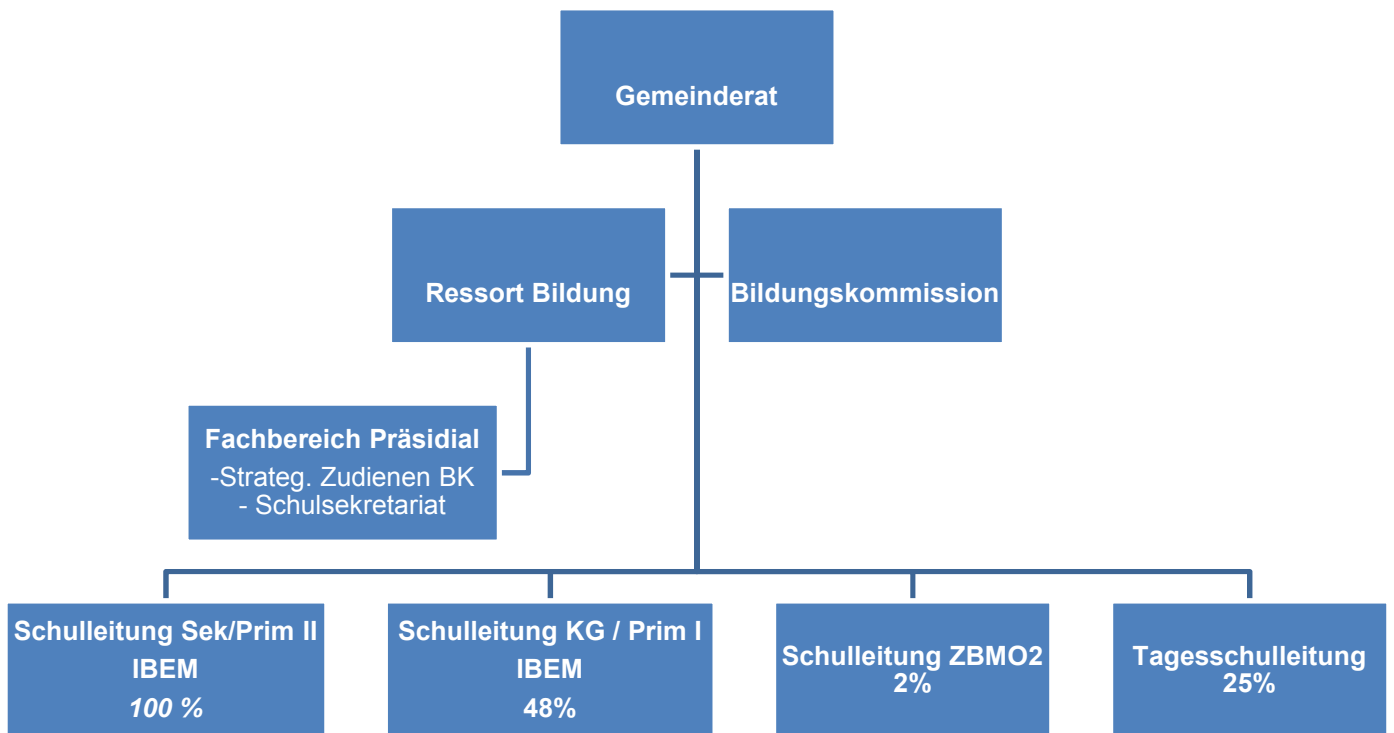 Gemeinderat
Ressort Bildung
Bildungskommission
Fachbereich Präsidial
-Strateg. Zudienen BK
- Schulsekretariat
Schulleitung Sek/Prim II
IBEM
100 %
Schulleitung KG / Prim I
IBEM
48%
Schulleitung ZBMO2
2%
Tagesschulleitung
25%